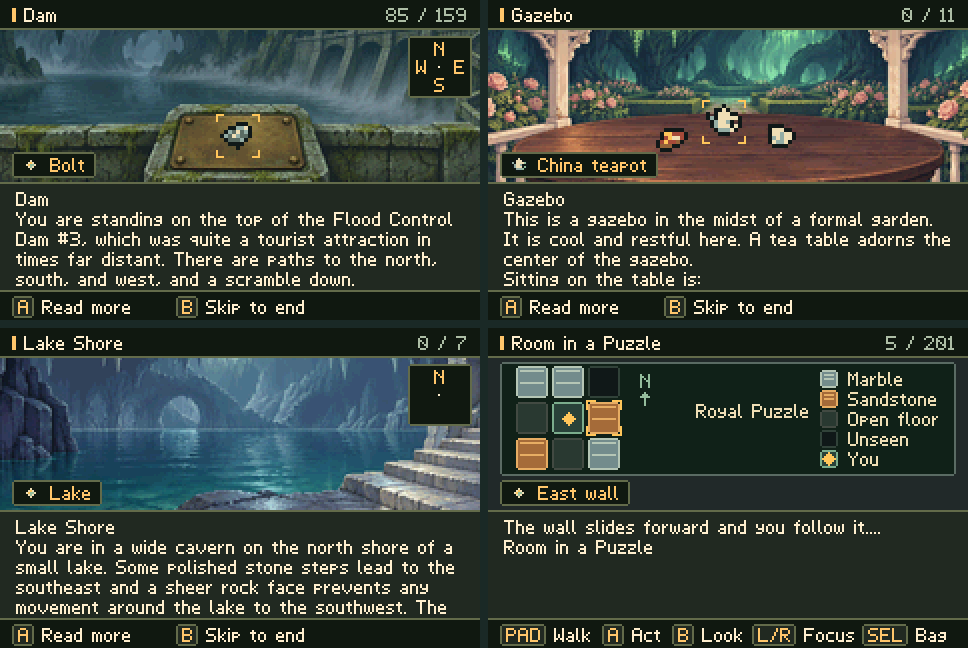 Dam
85 / 159
N
W · E
S
Bolt
Dam
You are standing on the top of the Flood Control
Dam #3, which was quite a tourist attraction in
times far distant. There are paths to the north,
south, and west, and a scramble down.
A Read more
B Skip to end
Gazebo
0 / 11
China teapot
Gazebo
This is a gazebo in the midst of a formal garden.
It is cool and restful here. A tea table adorns the
center of the gazebo.
Sitting on the table is:
A Read more
B Skip to end
Lake Shore
0 / 7
N
Lake
Lake Shore
You are in a wide cavern on the north shore of a
small lake. Some polished stone steps lead to the
southeast and a sheer rock face prevents any
movement around the lake to the southwest. The
A Read more
B Skip to end
Room in a Puzzle
5 / 201
N
Royal Puzzle
Marble
Sandstone
Open floor
Unseen
You
East wall
The wall slides forward and you follow it....
Room in a Puzzle
PAD Walk A Act B Look L/R Focus SEL Bag